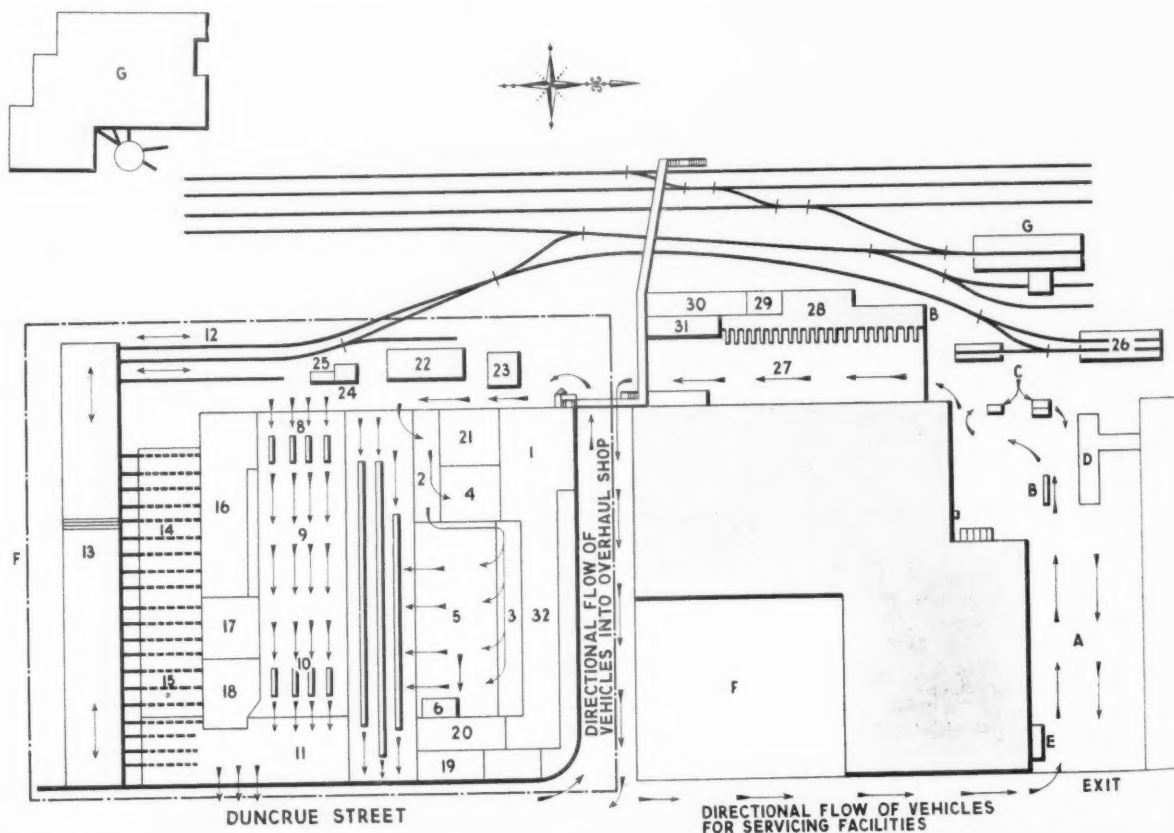 G
G
30
29
28
B
31
12
26
25
22
23
27
C
24
8
21
1
2
D
16
4
B
14
9
F
13
5
3
32
17
A
10
15
18
6
F
20
E
11
19
DIRECTIONAL FLOW OF
VEHICLES INTO OVERHAUL SHOP
EXIT
DUNCRUE STREET
DIRECTIONAL FLOW OF VEHICLES
FOR SERVICING FACILITIES